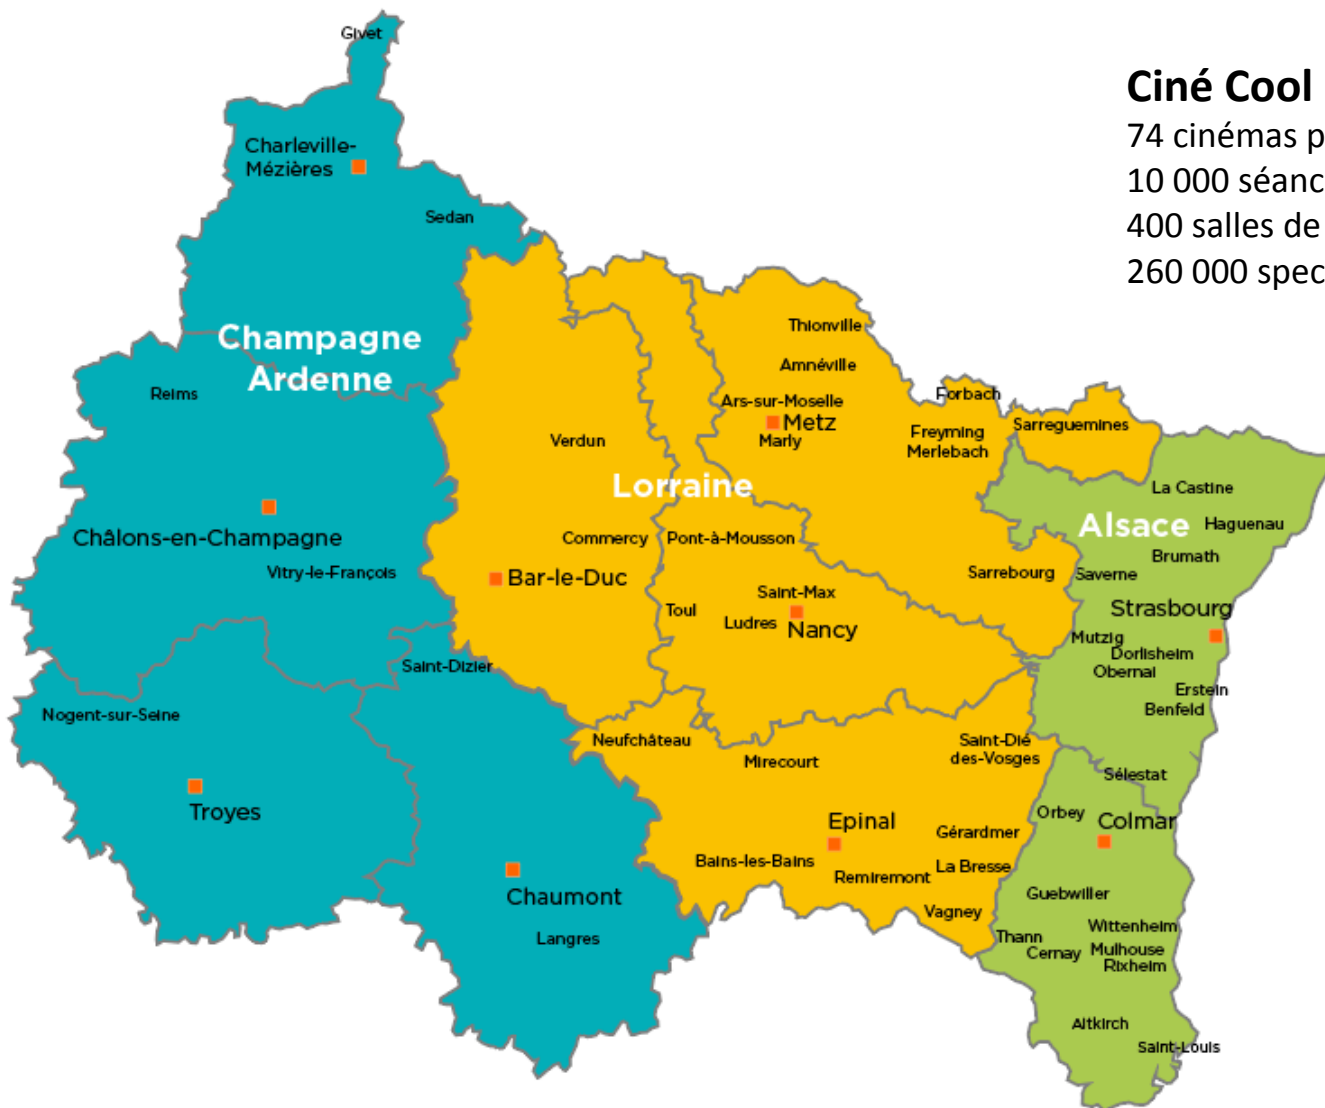 Givet
Ciné Cool
74 cinémas p
10 000 séanc
400 salles de
260 000 spec
Charleville-
Mézières
Sedan
Champagne
Ardenne
Reims
Châlons-en-Champagne
Vitry-le-François
Saint-Dizier
Nogent-sur-Seine
Troyes
Chaumont
Langres
Thionville
Amnéville
Ars-sur-Moselle
Metz
Marly
Forbach
Freyming
Merlebach
Sarreguemines
Verdun
Lorraine
Commercy
Pont-à-Mousson
Bar-le-Duc
Sarrebourg
Saint-Max
Toul
Ludres
Nancy
Neufchâteau
Mirecourt
Saint-Dié
des-Vosges
Epinal
Gérardmer
Bains-les-Bains
La Bresse
Remiremont
Vagney
La Castine
Alsace
Haguenau
Brumath
Saverne
Strasbourg
Mutzig
Dorlisheim
Obernai
Erstein
Benfeld
Sélestat
Orbey
Colmar
Guebwiller
Wittenheim
Thann
Cernay
Mulhouse
Rixheim
Altkirch
Saint-Louis